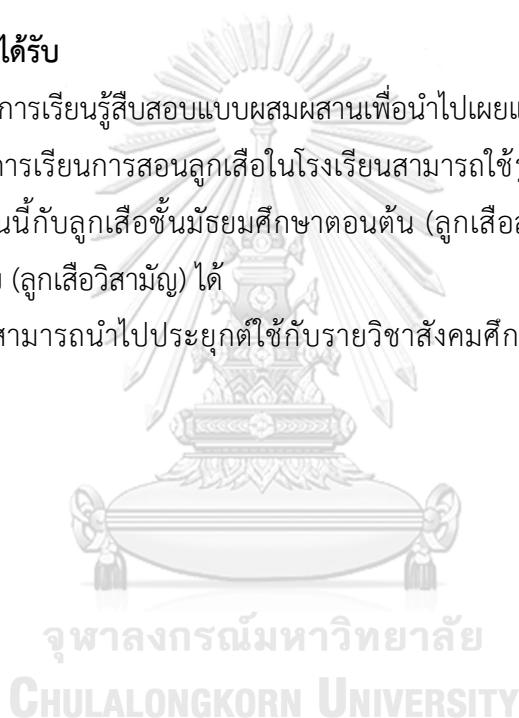 ได้รับ
การเรียนรู้สืบสอบแบบผสมผสานเพื่อนำไปเผยแ
การเรียนการสอนลูกเสือในโรงเรียนสามารถใช้รู
นนี้กับลูกเสือชั้นมัธยมศึกษาตอนต้น (ลูกเสือส
(ลูกเสือวิสามัญ) ได้
สามารถนำไปประยุกต์ใช้กับรายวิชาสังคมศึก
จุฬาลงกรณ์มหาวิทยาลัย
CHULALONGKORN UNIVERSITY